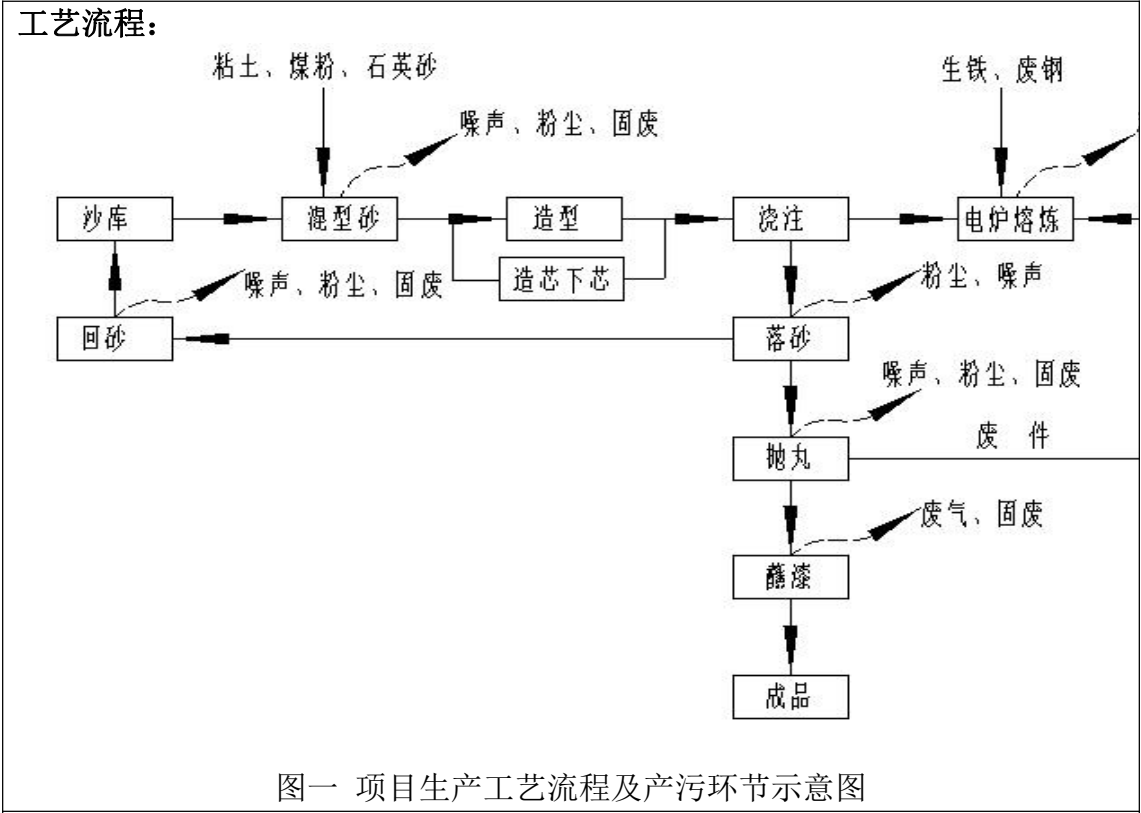 工艺流程：
粘土、煤粉、石英砂
生铁、废钢
噪声、粉尘、固废
沙库
混型砂
造型
浇注
电炉熔炼
造芯下芯
噪声、粉尘、固废
粉尘、噪声
回砂
落砂
噪声、粉尘、固废
废 件
抛丸
废气、固废
蘸漆
成品
图一 项目生产工艺流程及产污环节示意图